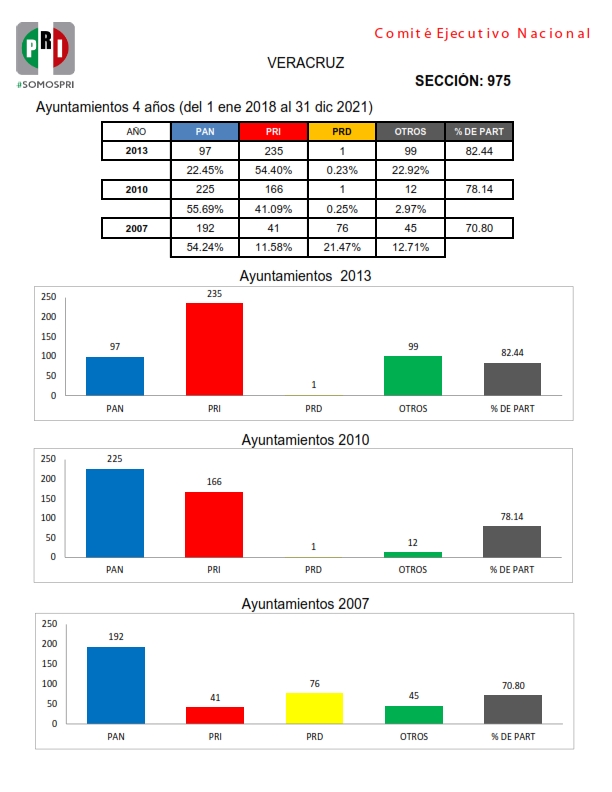 Comité Ejecutivo Nacional
PRI
#SOMOSPRI
VERACRUZ
SECCIÓN: 975
Ayuntamientos 4 años (del 1 ene 2018 al 31 dic 2021)
AÑO PAN PRI PRD OTROS % DE PART
2013 97 235 1 99 82.44
22.45% 54.40% 0.23% 22.92%
2010 225 166 1 12 78.14
55.69% 41.09% 0.25% 2.97%
2007 192 41 76 45 70.80
54.24% 11.58% 21.47% 12.71%
Ayuntamientos 2013
250
200
150
100
50
0
97
235
1
99
82.44
PAN PRI PRD OTROS % DE PART
Ayuntamientos 2010
250
200
150
100
50
0
225
166
1
12
78.14
PAN PRI PRD OTROS % DE PART
Ayuntamientos 2007
250
200
150
100
50
0
192
41
76
45
70.80
PAN PRI PRD OTROS % DE PART